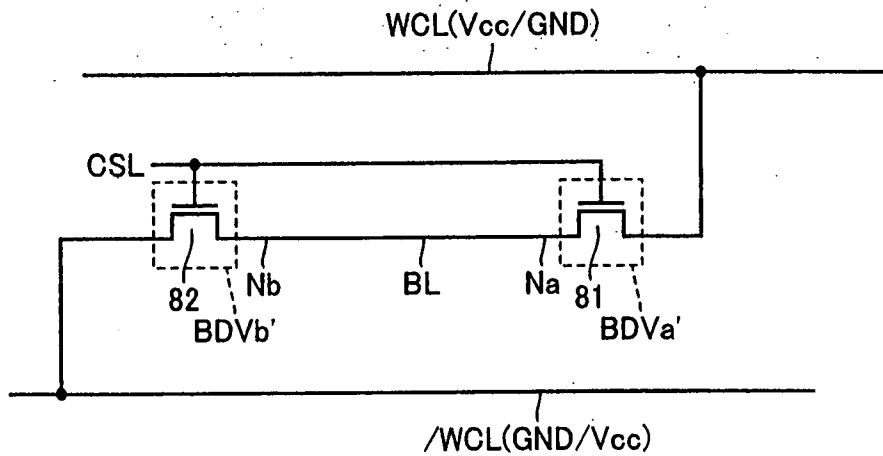 WCL(Vcc/GND)
CSL
82
Nb
BL
Na
81
BDVb'
BDVa'
/WCL(GND/Vcc)